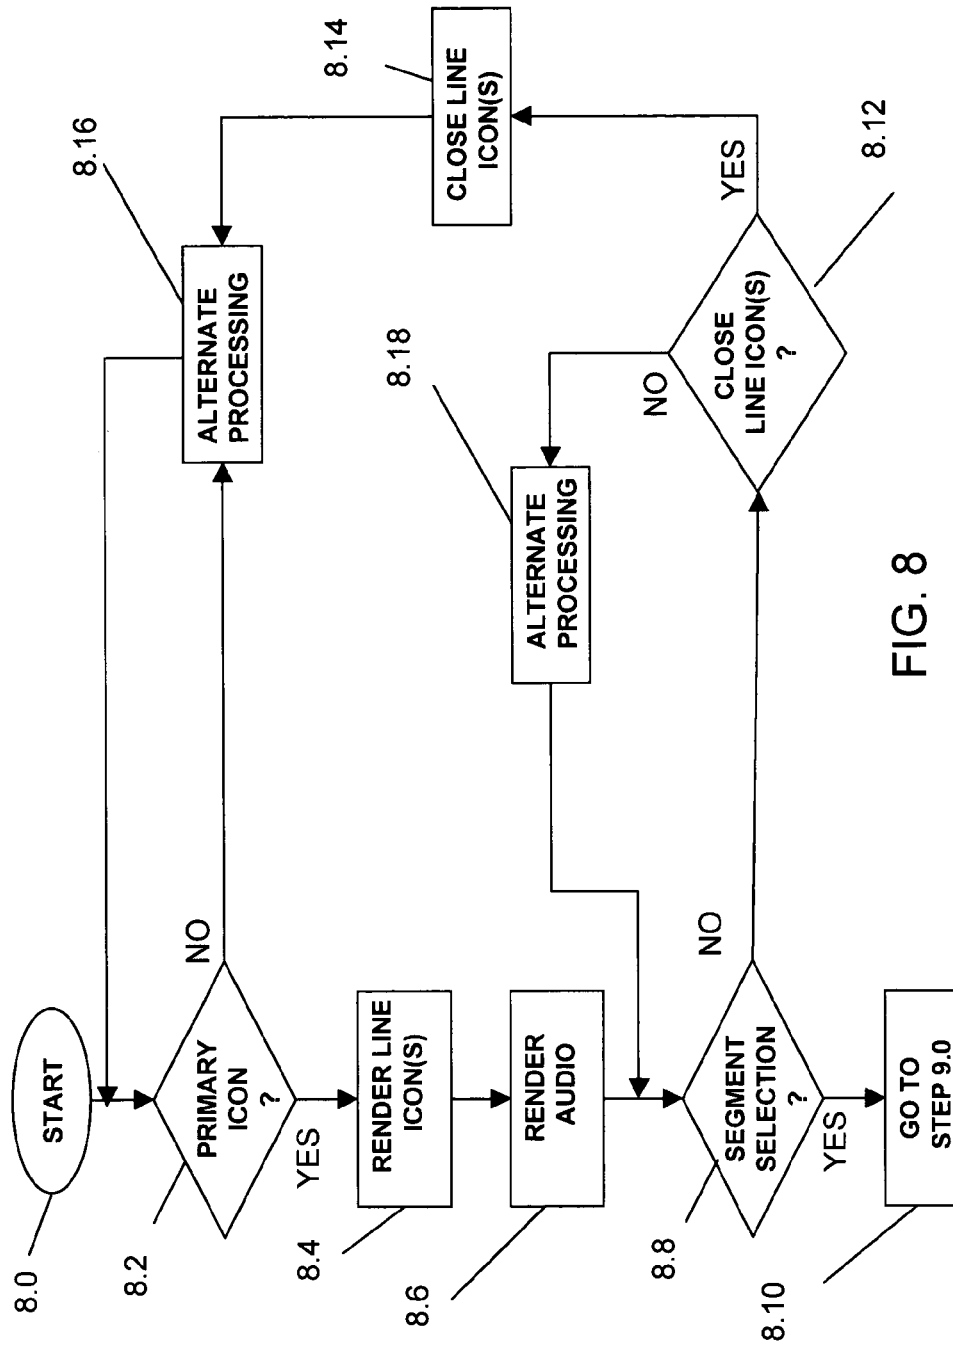 8.0
START
8.2
PRIMARY
ICON
?
NO
YES
8.4
RENDER LINE
ICON(S)
8.6
RENDER
AUDIO
8.8
SEGMENT
SELECTION
?
NO
YES
8.10
GO TO
STEP 9.0
8.16
ALTERNATE
PROCESSING
8.14
CLOSE LINE
ICON(S)
8.18
ALTERNATE
PROCESSING
NO
YES
8.12
CLOSE
LINE ICON(S)
?
FIG. 8